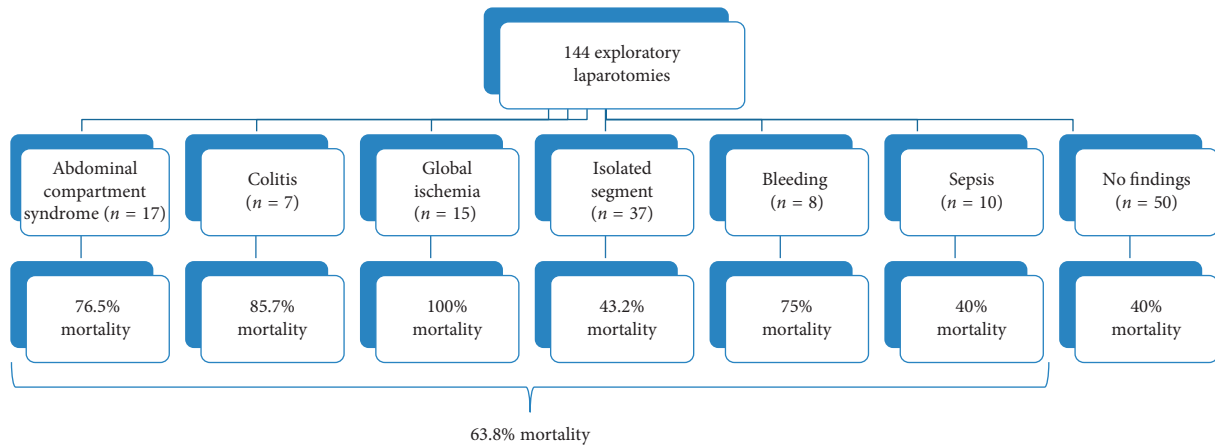 144 exploratory
laparotomies
Abdominal
compartment
syndrome (n = 17)
Colitis
(n = 7)
Global
ischemia
(n = 15)
Isolated
segment
(n = 37)
Bleeding
(n = 8)
Sepsis
(n = 10)
No findings
(n = 50)
76.5%
mortality
85.7%
mortality
100%
mortality
43.2%
mortality
75%
mortality
40%
mortality
40%
mortality
63.8% mortality